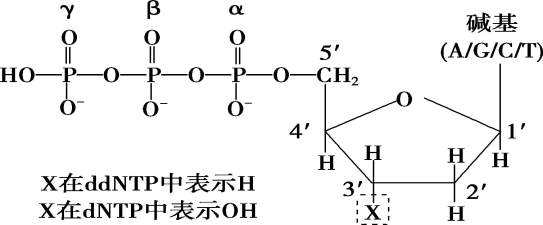 γ β α
O O O
HO—P—O—P—O—P—O—CH₂
O⁻ O⁻ O⁻
5′
碱基
(A/G/C/T)
O
4′ 1′
H H H H
3′ 2′
X H
X在ddNTP中表示H
X在dNTP中表示OH